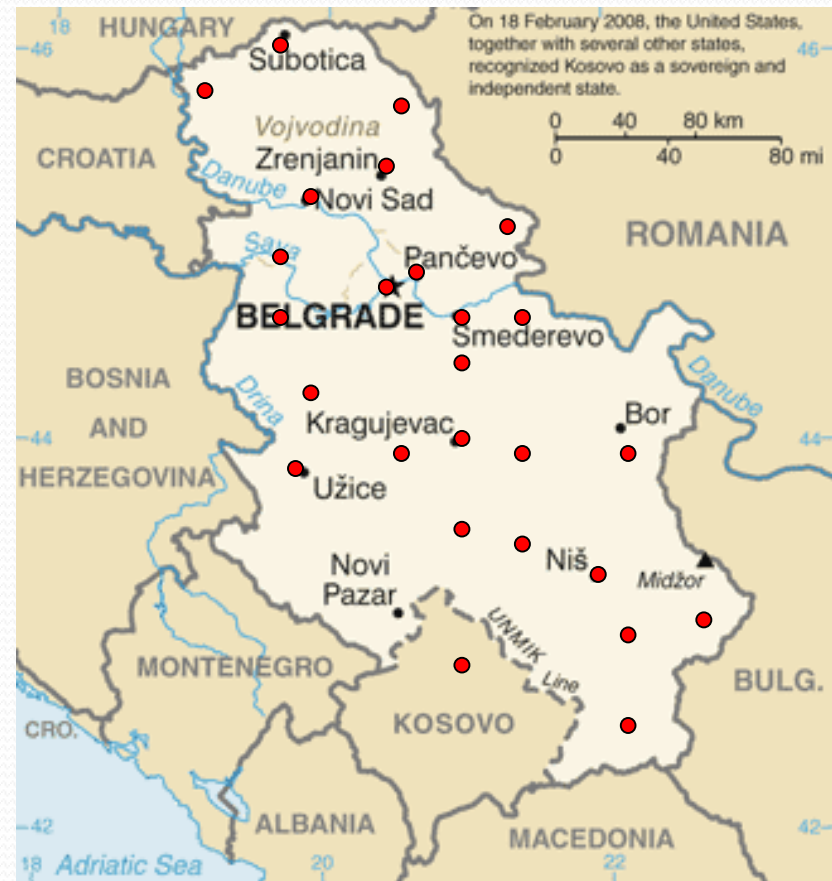 HUNGARY
18
On 18 February 2008, the United States,
together with several other states,
recognized Kosovo as a sovereign and
independent state.
46
46
Subotica
0 40 80 km
0 40 80 mi
Vojvodina
CROATIA
Zrenjanin
Danube
Novi Sad
ROMANIA
Sava
Pančevo
BELGRADE
Smederevo
BOSNIA
AND
HERZEGOVINA
Drina
Danube
Kragujevac
Bor
44
44
Užice
Novi
Pazar
Niš
Midžor
UNMIK
Line
MONTENEGRO
BULG.
KOSOVO
CRO.
ALBANIA
MACEDONIA
42
42
18
Adriatic Sea
20
22